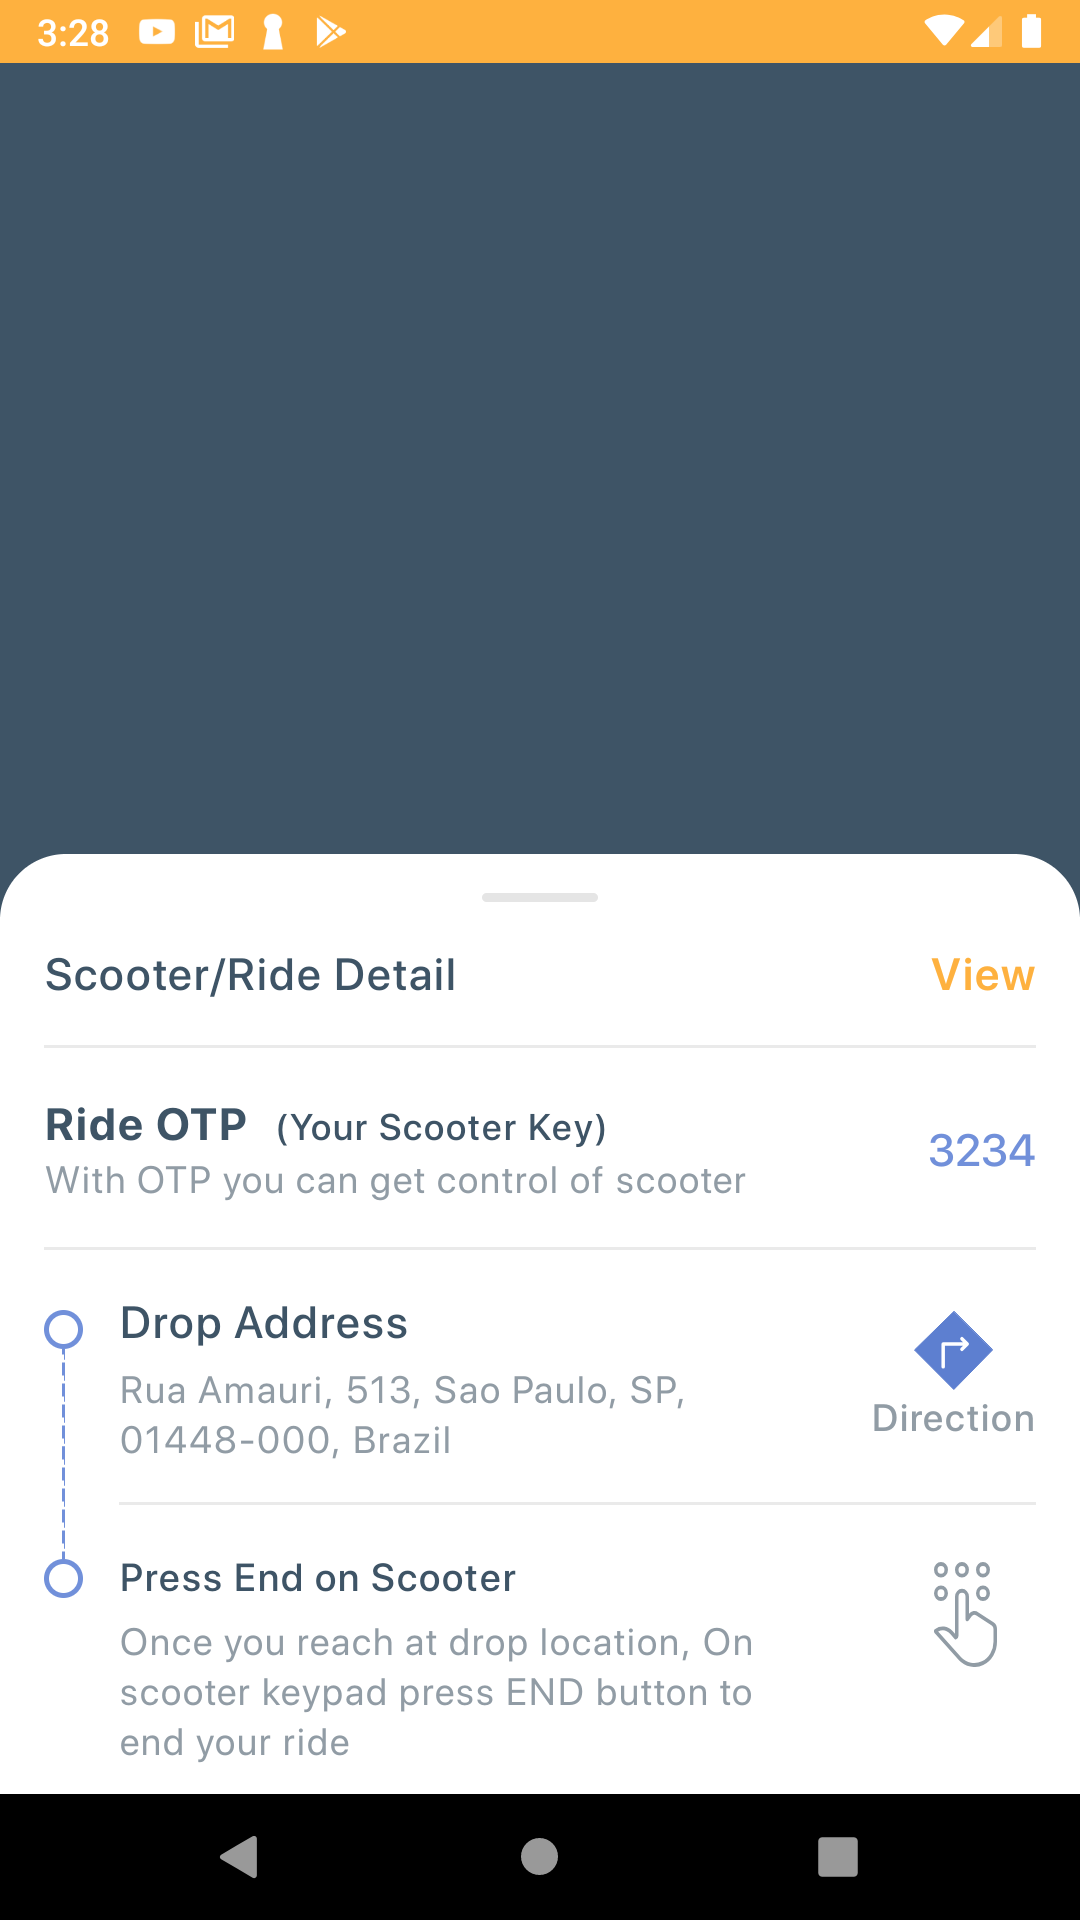 3:28
Scooter/Ride Detail
View
Ride OTP (Your Scooter Key)
With OTP you can get control of scooter
3234
Drop Address
Rua Amauri, 513, Sao Paulo, SP,
01448-000, Brazil
Direction
Press End on Scooter
Once you reach at drop location, On
scooter keypad press END button to
end your ride